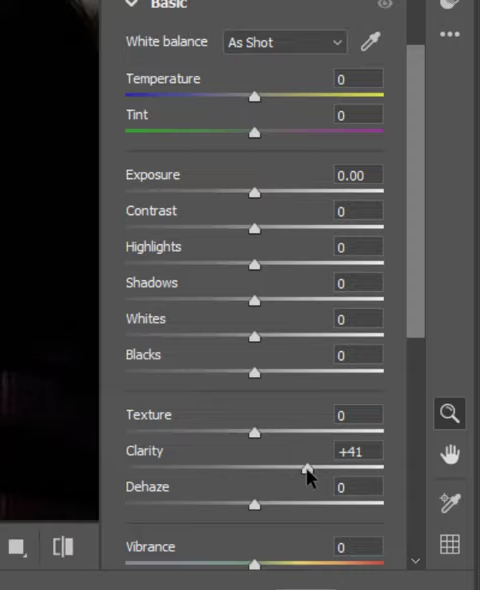 Basic
White balance As Shot
Temperature 0
Tint 0
Exposure 0.00
Contrast 0
Highlights 0
Shadows 0
Whites 0
Blacks 0
Texture 0
Clarity +41
Dehaze 0
Vibrance 0